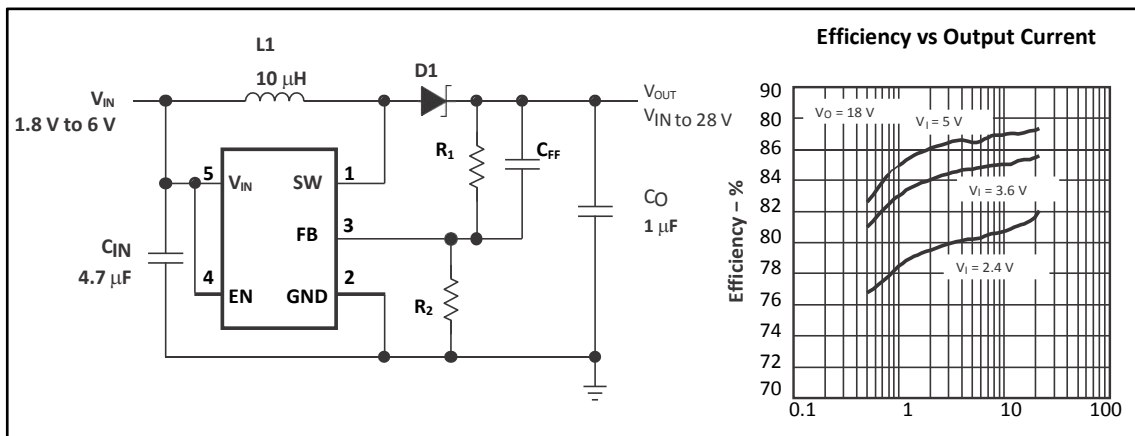 L1
10 μH
D1
VIN
1.8 V to 6 V
VOUT
VIN to 28 V
R1
CFF
5
VIN
SW
1
CO
1 μF
FB
3
CIN
4.7 μF
4
EN
GND
2
R2
Efficiency vs Output Current
Efficiency – %
90
80
86
84
82
80
78
76
74
72
70
VO = 18 V
VI = 5 V
VI = 3.6 V
VI = 2.4 V
0.1
1
10
100